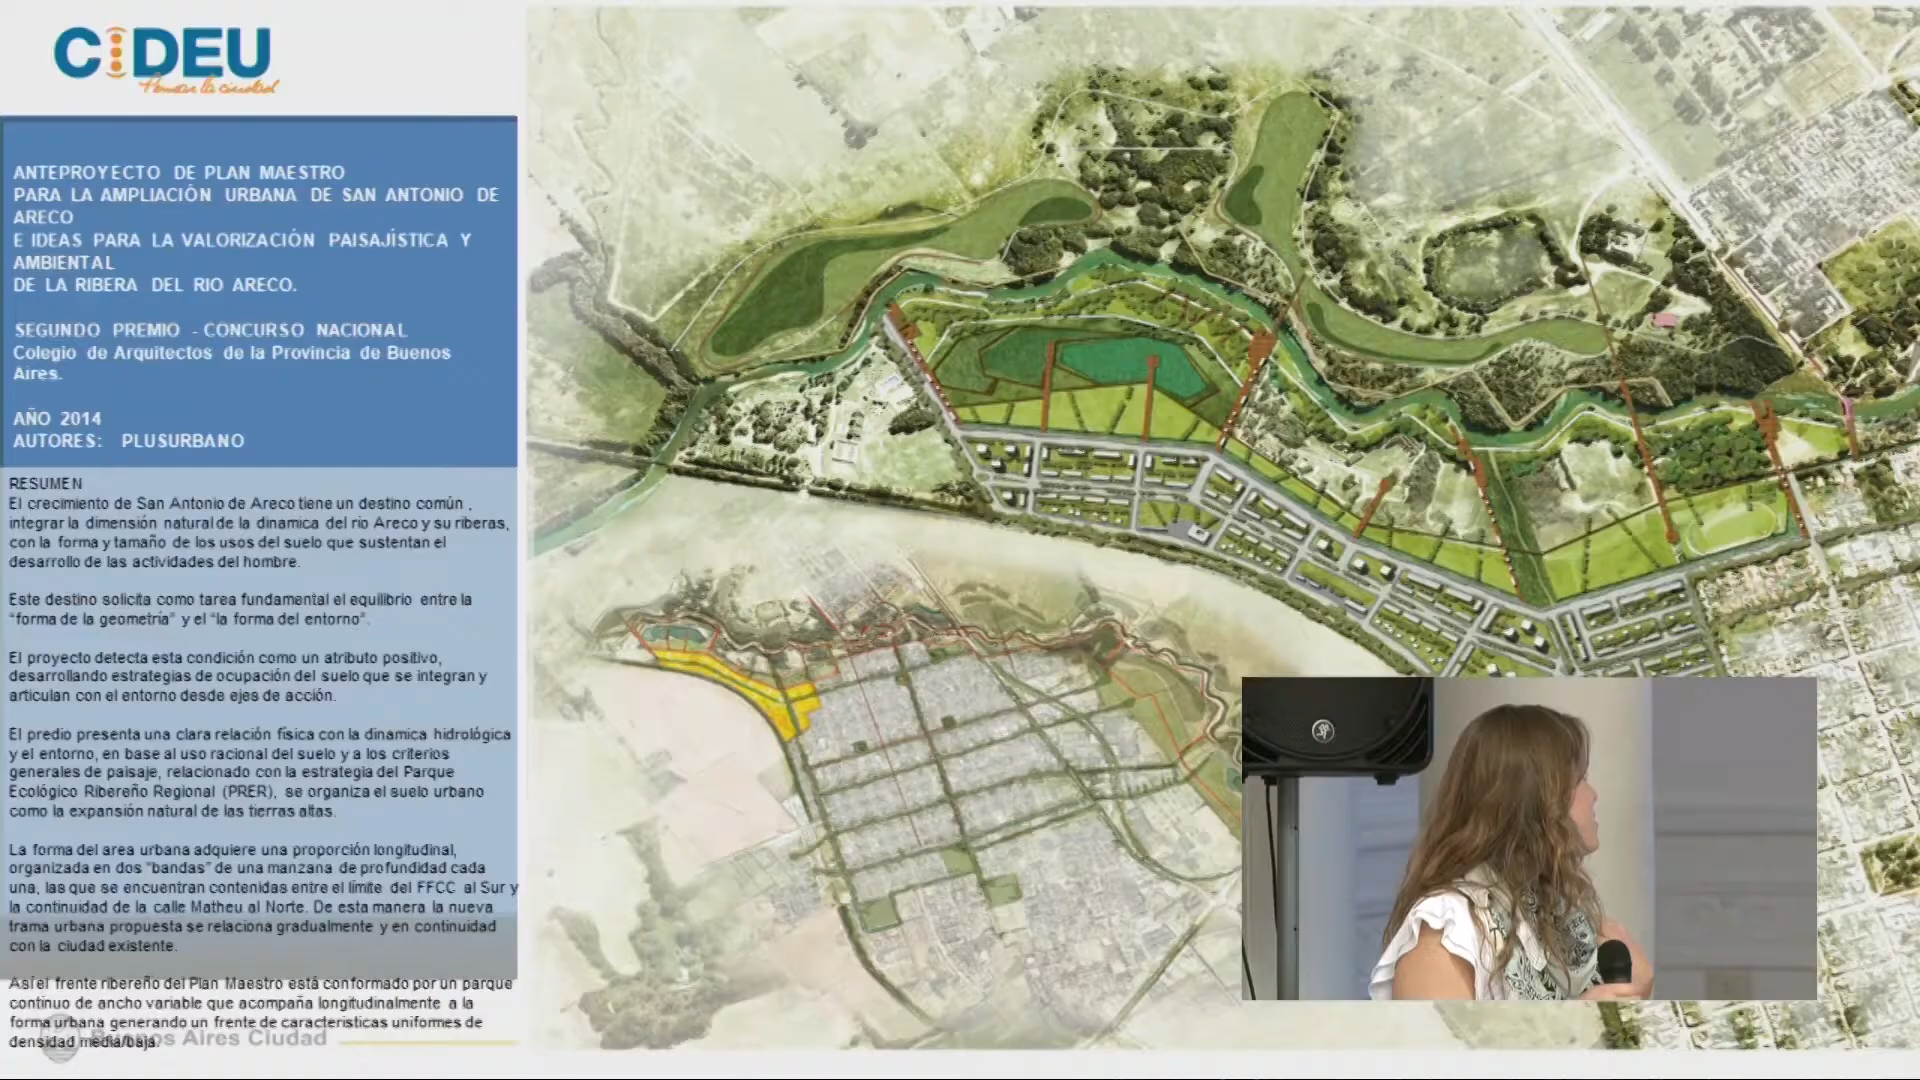 CIDEU
Pensar la ciudad
ANTEPROYECTO DE PLAN MAESTRO
PARA LA AMPLIACIÓN URBANA DE SAN ANTONIO DE
ARECO
E IDEAS PARA LA VALORIZACIÓN PAISAJÍSTICA Y
AMBIENTAL
DE LA RIBERA DEL RIO ARECO.
SEGUNDO PREMIO - CONCURSO NACIONAL
Colegio de Arquitectos de la Provincia de Buenos
Aires.
AÑO 2014
AUTORES: PLUSURBANO
RESUMEN
El crecimiento de San Antonio de Areco tiene un destino común ,
integrar la dimensión natural de la dinamica del rio Areco y su riberas,
con la forma y tamaño de los usos del suelo que sustentan el
desarrollo de las actividades del hombre.
Este destino solicita como tarea fundamental el equilibrio entre la
"forma de la geometría" y el "la forma del entorno".
El proyecto detecta esta condición como un atributo positivo,
desarrollando estrategias de ocupación del suelo que se integran y
articulan con el entorno desde ejes de acción.
El predio presenta una clara relación física con la dinamica hidrológica
y el entorno, en base al uso racional del suelo y a los criterios
generales de paisaje, relacionado con la estrategia del Parque
Ecológico Ribereño Regional (PRER), se organiza el suelo urbano
como la expansión natural de las tierras altas.
La forma del area urbana adquiere una proporción longitudinal,
organizada en dos "bandas" de una manzana de profundidad cada
una, las que se encuentran contenidas entre el límite del FFCC al Sur y
la continuidad de la calle Matheu al Norte. De esta manera la nueva
trama urbana propuesta se relaciona gradualmente y en continuidad
con la ciudad existente.
Así el frente ribereño del Plan Maestro está conformado por un parque
continuo de ancho variable que acompaña longitudinalmente a la
forma urbana generando un frente de caracteristicas uniformes de
densidad media/baja.
Buenos Aires Ciudad